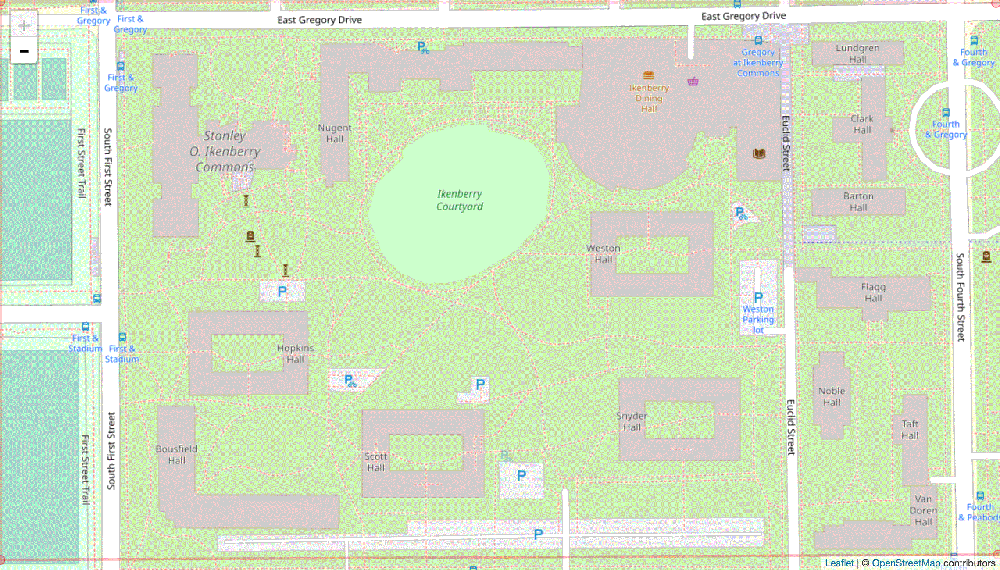 First &
Gregory
First &
Gregory
East Gregory Drive
East Gregory Drive
+
-
First &
Gregory
Gregory
at Ikenberry
Commons
Lundgren
Hall
Fourth
& Gregory
Ikenberry
Dining
Hall
Nugent
Hall
Stanley
O. Ikenberry
Commons
First Street Trail
South First Street
Euclid Street
Clark
Hall
Fourth
& Gregory
Ikenberry
Courtyard
Barton
Hall
Weston
Hall
P
P
Flagg
Hall
South Fourth Street
P
P
Weston
Parking
lot
First &
Stadium
First &
Stadium
Hopkins
Hall
P
P
Noble
Hall
Snyder
Hall
Euclid Street
Taft
Hall
South First Street
First Street Trail
Bousfield
Hall
Scott
Hall
P
P
Van
Doren
Hall
Fourth
& Peabody
P
P
Leaflet | © OpenStreetMap contributors